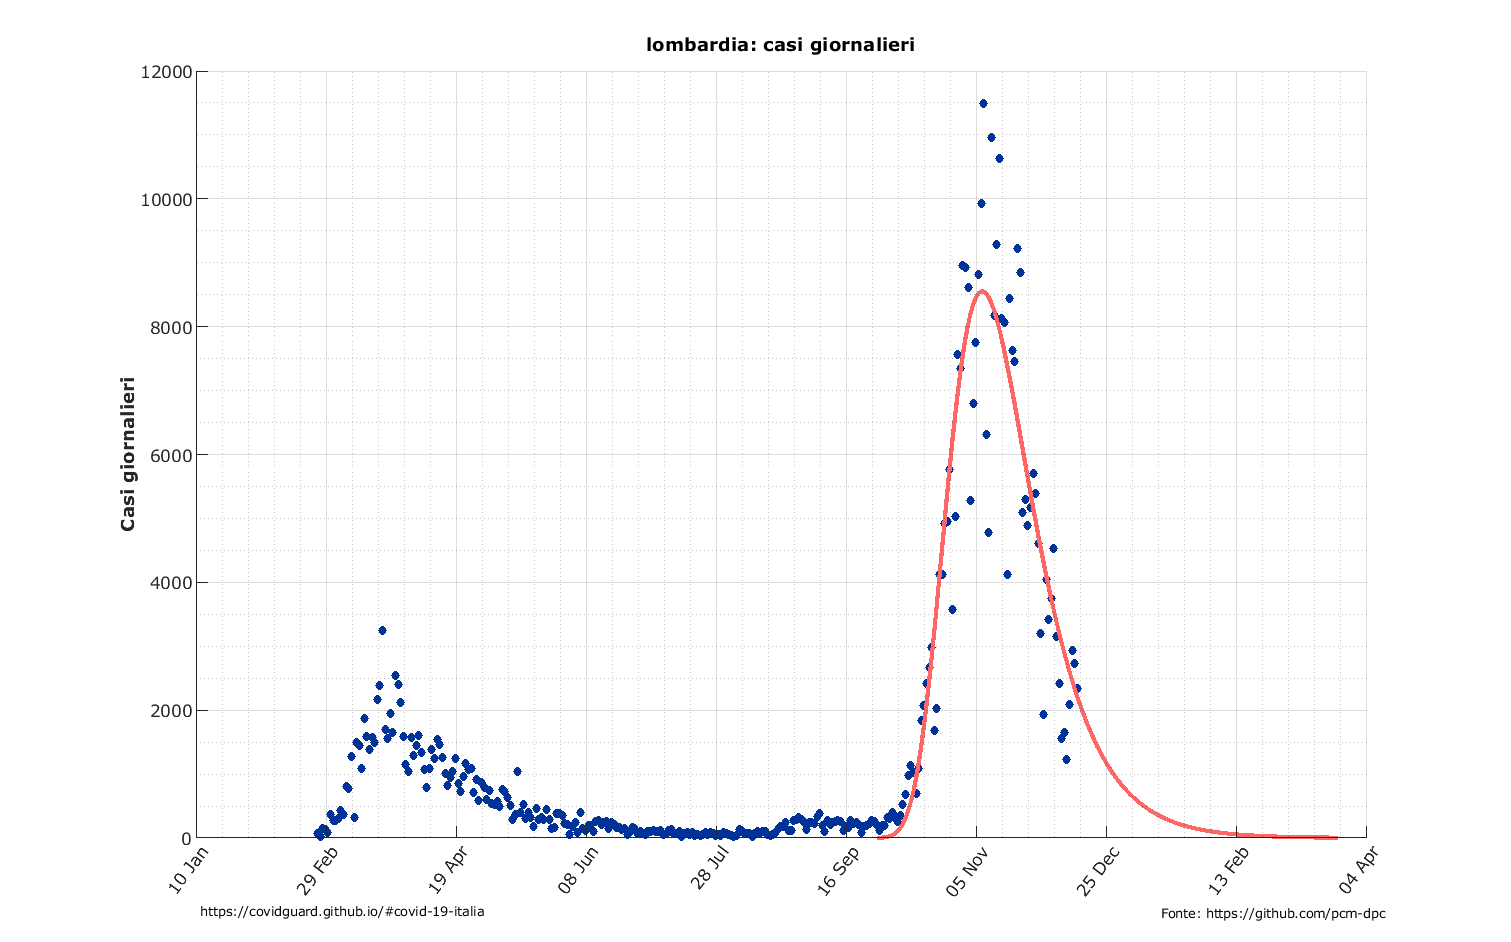 lombardia: casi giornalieri
12000
10000
8000
6000
4000
2000
0
Casi giornalieri
10 Jan
29 Feb
19 Apr
08 Jun
28 Jul
16 Sep
05 Nov
25 Dec
13 Feb
04 Apr
https://covidguard.github.io/#covid-19-italia
Fonte: https://github.com/pcm-dpc